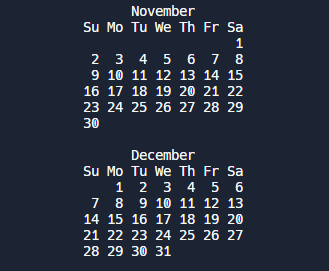 November
Su Mo Tu We Th Fr Sa
1
2 3 4 5 6 7 8
9 10 11 12 13 14 15
16 17 18 19 20 21 22
23 24 25 26 27 28 29
30
December
Su Mo Tu We Th Fr Sa
1 2 3 4 5 6
7 8 9 10 11 12 13
14 15 16 17 18 19 20
21 22 23 24 25 26 27
28 29 30 31